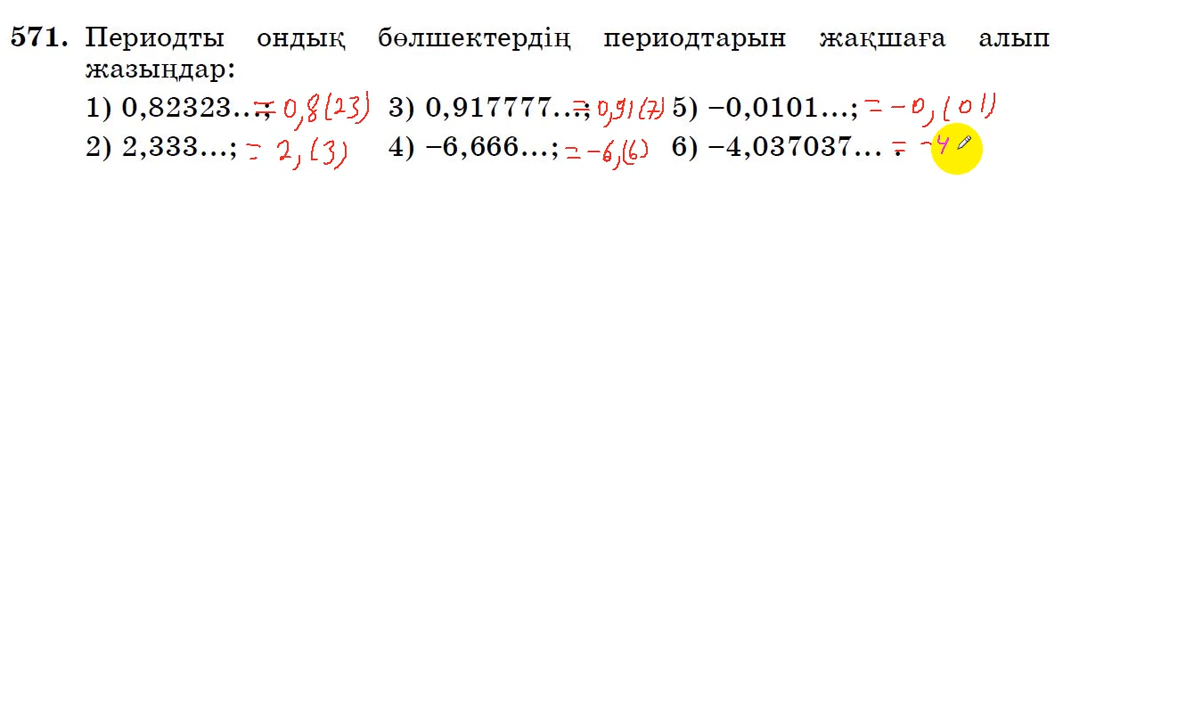 571. Периодты ондық бөлшектердің периодтарын жақшаға алып
жазыңдар:
1) 0,82323...; = 0,8(23) 3) 0,917777...; = 0,91(7) 5) –0,0101...; = -0,(01)
2) 2,333...; = 2,(3) 4) –6,666...; = -6,(6) 6) –4,037037... . = -4